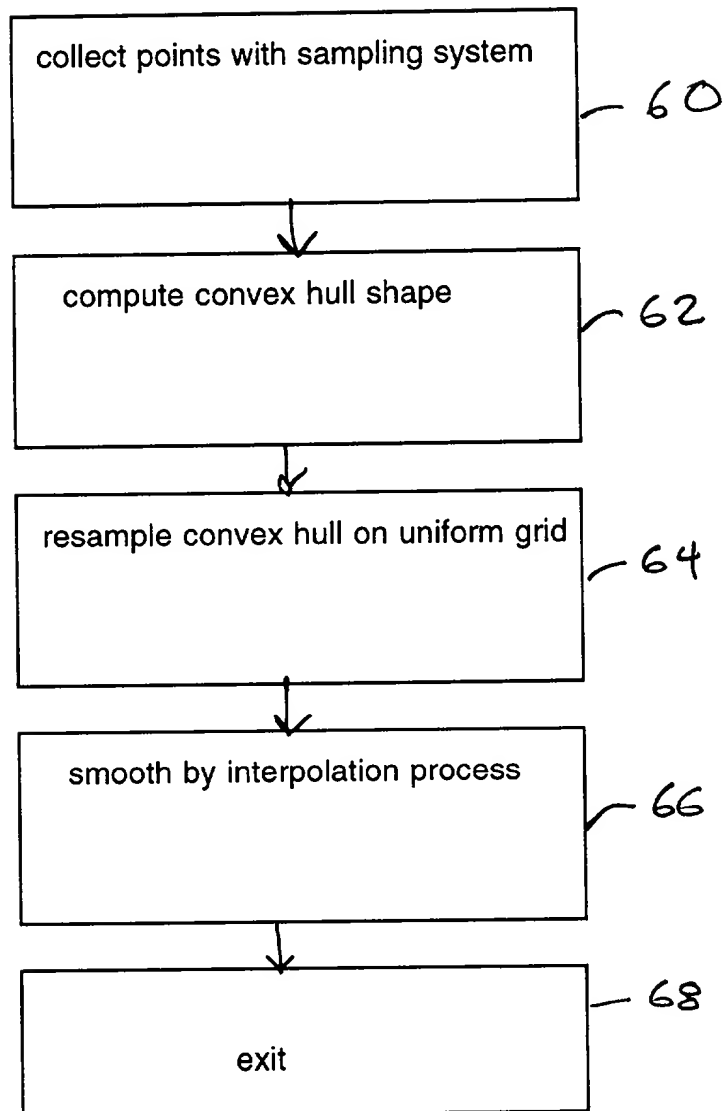 collect points with sampling system
60
compute convex hull shape
62
resample convex hull on uniform grid
64
smooth by interpolation process
66
68
exit